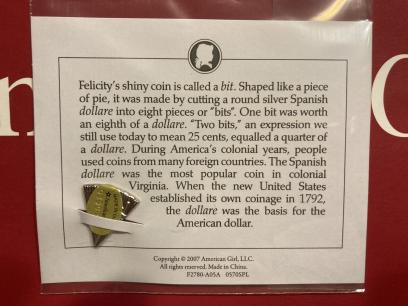 Felicity's shiny coin is called a bit. Shaped like a piece
of pie, it was made by cutting a round silver Spanish
dollare into eight pieces or "bits". One bit was worth
an eighth of a dollare. "Two bits," an expression we
still use today to mean 25 cents, equalled a quarter of
a dollare. During America's colonial years, people
used coins from many foreign countries. The Spanish
dollare was the most popular coin in colonial
Virginia. When the new United States
established its own coinage in 1792,
the dollare was the basis for the
American dollar.
Copyright © 2007 American Girl, LLC.
All rights reserved. Made in China.
F2780-A05A 0570SPL